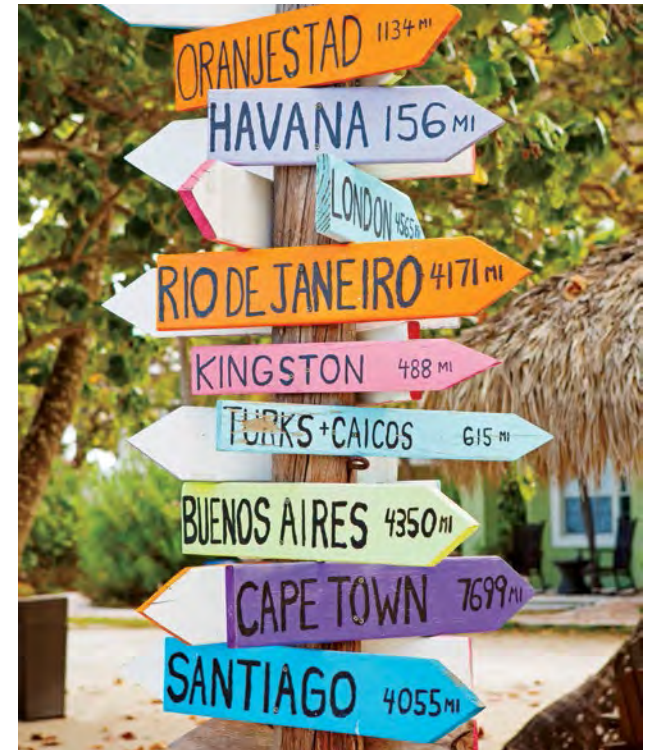 ORANJESTAD 1134 MI
HAVANA 156 MI
LONDON 4565
RIO DE JANEIRO 4171 MI
KINGSTON 488 MI
TURKS + CAICOS 615 MI
BUENOS AIRES 4350 MI
CAPE TOWN 7699 MI
SANTIAGO 4055 MI